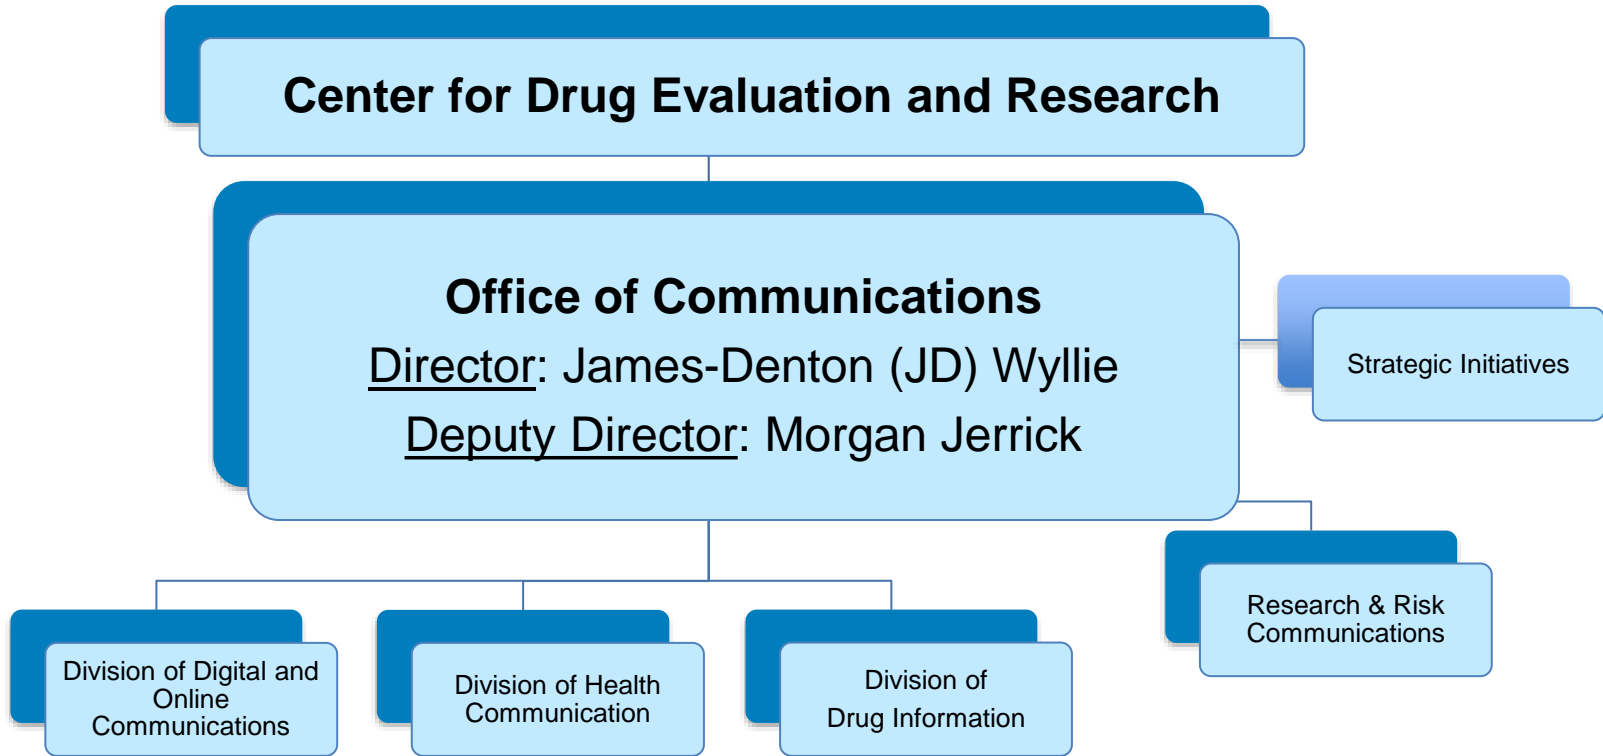 Center for Drug Evaluation and Research
Office of Communications
Director: James-Denton (JD) Wyllie
Deputy Director: Morgan Jerrick
Strategic Initiatives
Research & Risk
Communications
Division of Digital and
Online
Communications
Division of Health
Communication
Division of
Drug Information